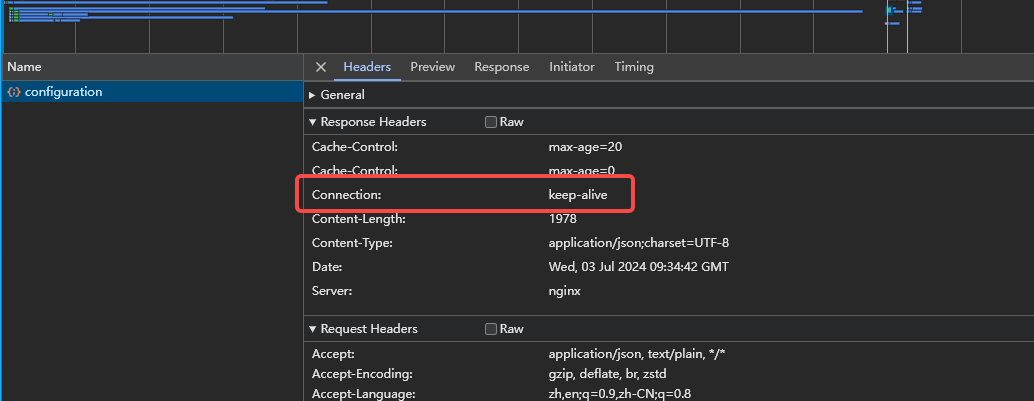 Name
Headers Preview Response Initiator Timing
{;} configuration
General
Response Headers Raw
Cache-Control: max-age=20
Cache-Control: max-age=0
Connection: keep-alive
Content-Length: 1978
Content-Type: application/json;charset=UTF-8
Date: Wed, 03 Jul 2024 09:34:42 GMT
Server: nginx
Request Headers Raw
Accept: application/json, text/plain, */*
Accept-Encoding: gzip, deflate, br, zstd
Accept-Language: zh,en;q=0.9,zh-CN;q=0.8